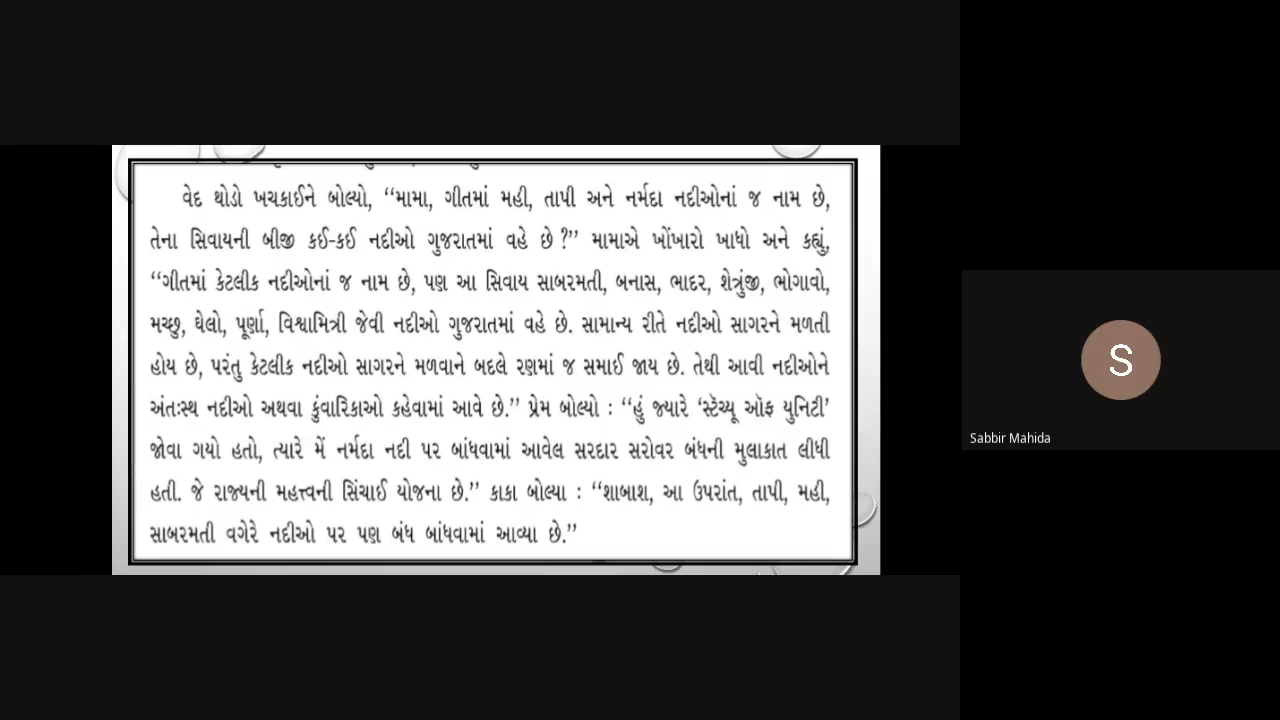 વેદ થોડો ખચકાઈને બોલ્યો, ‘‘મામા, ગીતમાં મહી, તાપી અને નર્મદા નદીઓનાં જ નામ છે,
તેના સિવાયની બીજી કઈ-કઈ નદીઓ ગુજરાતમાં વહે છે ?’’ મામાએ ખોંખારો ખાધો અને કહ્યું,
‘‘ગીતમાં કેટલીક નદીઓનાં જ નામ છે, પણ આ સિવાય સાબરમતી, બનાસ, ભાદર, શેત્રુંજી, ભોગાવો,
મચ્છુ, ઘેલો, પૂર્ણા, વિશ્વામિત્રી જેવી નદીઓ ગુજરાતમાં વહે છે. સામાન્ય રીતે નદીઓ સાગરને મળતી
હોય છે, પરંતુ કેટલીક નદીઓ સાગરને મળવાને બદલે રણમાં જ સમાઈ જાય છે. તેથી આવી નદીઓને
અંતઃસ્થ નદીઓ અથવા કુંવારિકાઓ કહેવામાં આવે છે.’’ પ્રેમ બોલ્યો : ‘‘હું જ્યારે ‘સ્ટૅચ્યૂ ઑફ યુનિટી’
જોવા ગયો હતો, ત્યારે મેં નર્મદા નદી પર બાંધવામાં આવેલ સરદાર સરોવર બંધની મુલાકાત લીધી
હતી. જે રાજ્યની મહત્ત્વની સિંચાઈ યોજના છે.’’ કાકા બોલ્યા : ‘‘શાબાશ, આ ઉપરાંત, તાપી, મહી,
સાબરમતી વગેરે નદીઓ પર પણ બંધ બાંધવામાં આવ્યા છે.’’
S
Sabbir Mahida